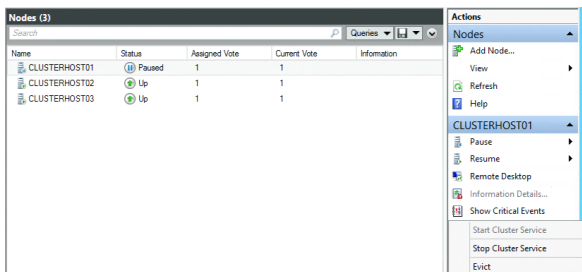 Nodes (3)
Search
Queries
Name Status Assigned Vote Current Vote Information
CLUSTERHOST01 Paused 1 1
CLUSTERHOST02 Up 1 1
CLUSTERHOST03 Up 1 1
Actions
Nodes
Add Node...
View
Refresh
Help
CLUSTERHOST01
Pause
Resume
Remote Desktop
Information Details...
Show Critical Events
Start Cluster Service
Stop Cluster Service
Evict